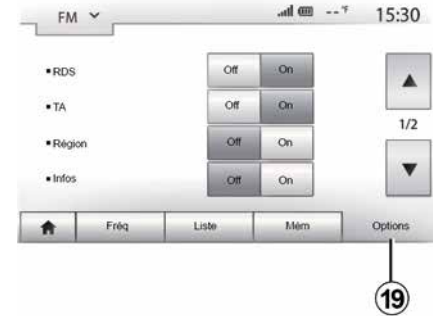 FM --°F 15:30
▪ RDS Off On
▪ TA Off On
1/2
▪ Région Off On
▪ Infos Off On
Fréq Liste Mém Options
19